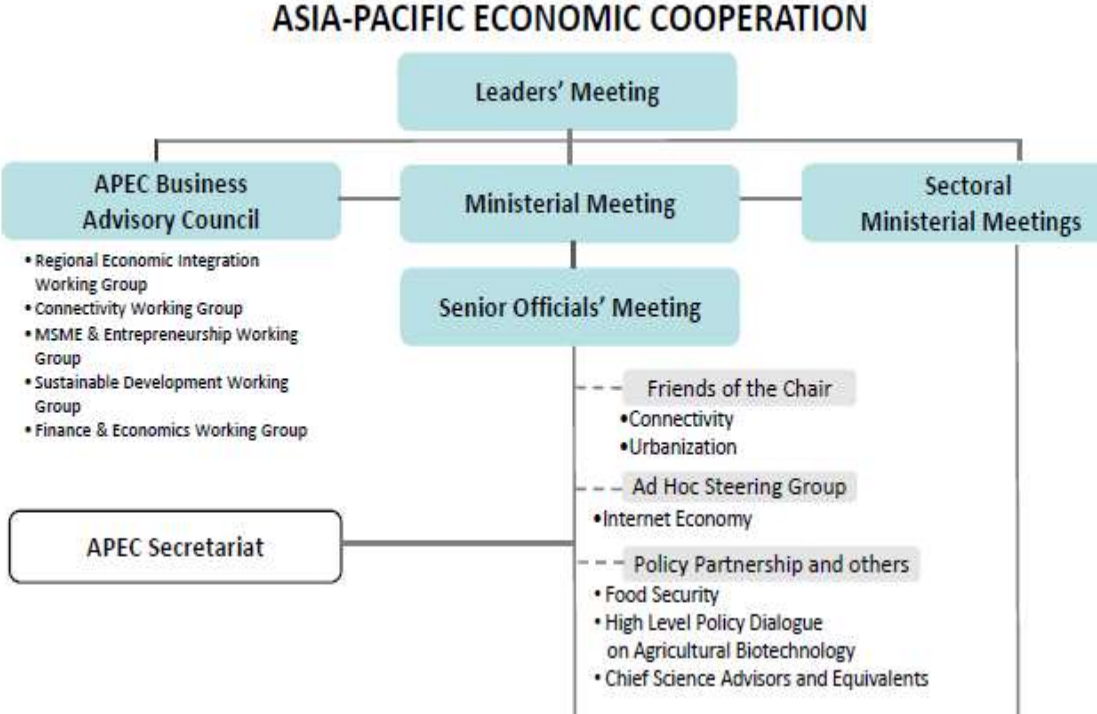 ASIA-PACIFIC ECONOMIC COOPERATION
Leaders’ Meeting
APEC Business
Advisory Council
Ministerial Meeting
Sectoral
Ministerial Meetings
• Regional Economic Integration
Working Group
• Connectivity Working Group
• MSME & Entrepreneurship Working
Group
• Sustainable Development Working
Group
• Finance & Economics Working Group
Senior Officials’ Meeting
Friends of the Chair
•Connectivity
•Urbanization
Ad Hoc Steering Group
•Internet Economy
APEC Secretariat
Policy Partnership and others
• Food Security
• High Level Policy Dialogue
on Agricultural Biotechnology
• Chief Science Advisors and Equivalents